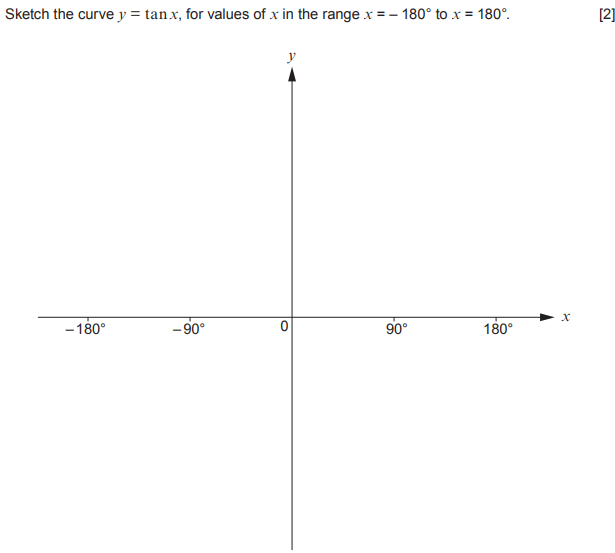 Sketch the curve y = tan x, for values of x in the range x = – 180° to x = 180°. [2]
y
–180° –90° 0 90° 180° x